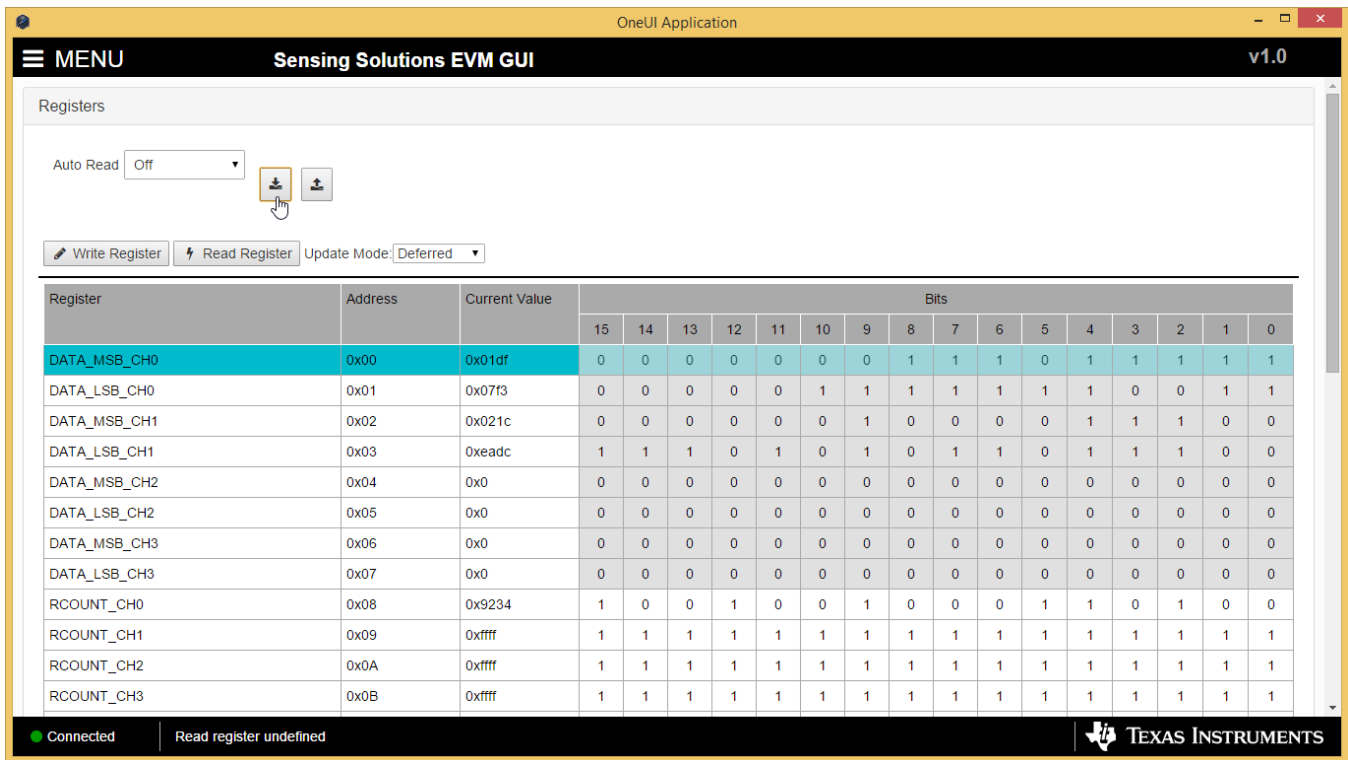 OneUI Application
MENU Sensing Solutions EVM GUI v1.0
Registers
Auto Read Off
Write Register Read Register Update Mode: Deferred
Register Address Current Value Bits
15 14 13 12 11 10 9 8 7 6 5 4 3 2 1 0
DATA_MSB_CH0 0x00 0x01df 0 0 0 0 0 0 0 1 1 1 0 1 1 1 1 1
DATA_LSB_CH0 0x01 0x07f3 0 0 0 0 0 1 1 1 1 1 1 1 0 0 1 1
DATA_MSB_CH1 0x02 0x021c 0 0 0 0 0 0 1 0 0 0 0 1 1 1 0 0
DATA_LSB_CH1 0x03 0xeadc 1 1 1 0 1 0 1 0 1 1 0 1 1 1 0 0
DATA_MSB_CH2 0x04 0x0 0 0 0 0 0 0 0 0 0 0 0 0 0 0 0 0
DATA_LSB_CH2 0x05 0x0 0 0 0 0 0 0 0 0 0 0 0 0 0 0 0 0
DATA_MSB_CH3 0x06 0x0 0 0 0 0 0 0 0 0 0 0 0 0 0 0 0 0
DATA_LSB_CH3 0x07 0x0 0 0 0 0 0 0 0 0 0 0 0 0 0 0 0 0
RCOUNT_CH0 0x08 0x9234 1 0 0 1 0 0 1 0 0 0 1 1 0 1 0 0
RCOUNT_CH1 0x09 0xffff 1 1 1 1 1 1 1 1 1 1 1 1 1 1 1 1
RCOUNT_CH2 0x0A 0xffff 1 1 1 1 1 1 1 1 1 1 1 1 1 1 1 1
RCOUNT_CH3 0x0B 0xffff 1 1 1 1 1 1 1 1 1 1 1 1 1 1 1 1
Connected Read register undefined TEXAS INSTRUMENTS